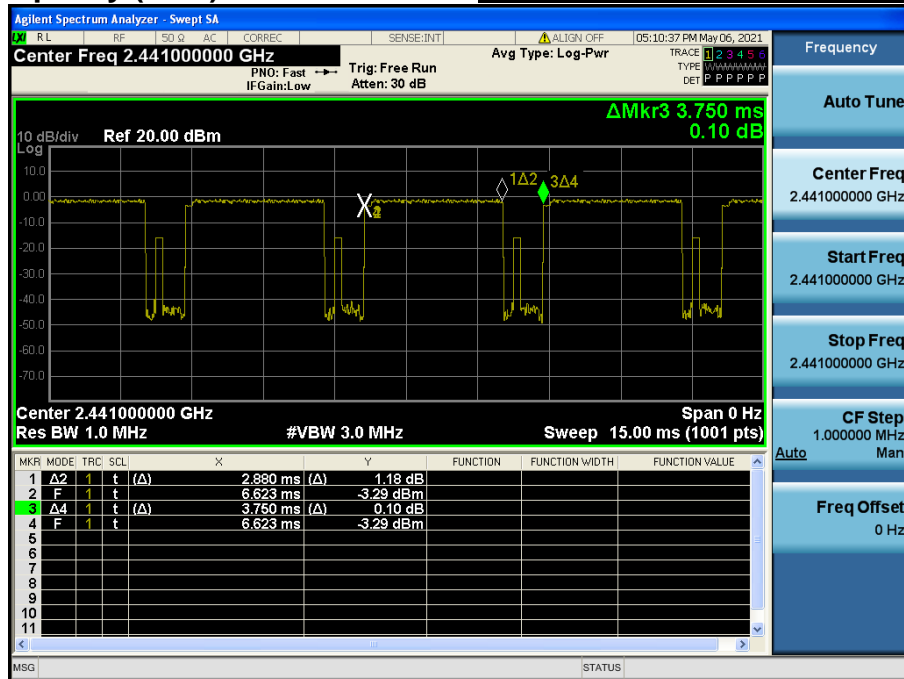 Agilent Spectrum Analyzer - Swept SA
LXI RL RF 50 Ω AC CORREC SENSE:INT ALIGN OFF 05:10:37 PM May 06, 2021
Center Freq 2.441000000 GHz
PNO: Fast
IFGain:Low
Trig: Free Run
Atten: 30 dB
Avg Type: Log-Pwr
TRACE 1 2 3 4 5 6
TYPE WWWWWW
DET P P P P P P
ΔMkr3 3.750 ms
0.10 dB
10 dB/div Ref 20.00 dBm
Log
10.0
0.00
-10.0
-20.0
-30.0
-40.0
-50.0
-60.0
-70.0
1Δ2
3Δ4
Center 2.441000000 GHz Span 0 Hz
Res BW 1.0 MHz #VBW 3.0 MHz Sweep 15.00 ms (1001 pts)
MKR MODE TRC SCL X Y FUNCTION FUNCTION WIDTH FUNCTION VALUE
1 Δ2 1 t (Δ) 2.880 ms (Δ) 1.18 dB
2 F 1 t 6.623 ms -3.29 dBm
3 Δ4 1 t (Δ) 3.750 ms (Δ) 0.10 dB
4 F 1 t 6.623 ms -3.29 dBm
5
6
7
8
9
10
11
MSG STATUS
Frequency
Auto Tune
Center Freq
2.441000000 GHz
Start Freq
2.441000000 GHz
Stop Freq
2.441000000 GHz
CF Step
1.000000 MHz
Auto Man
Freq Offset
0 Hz